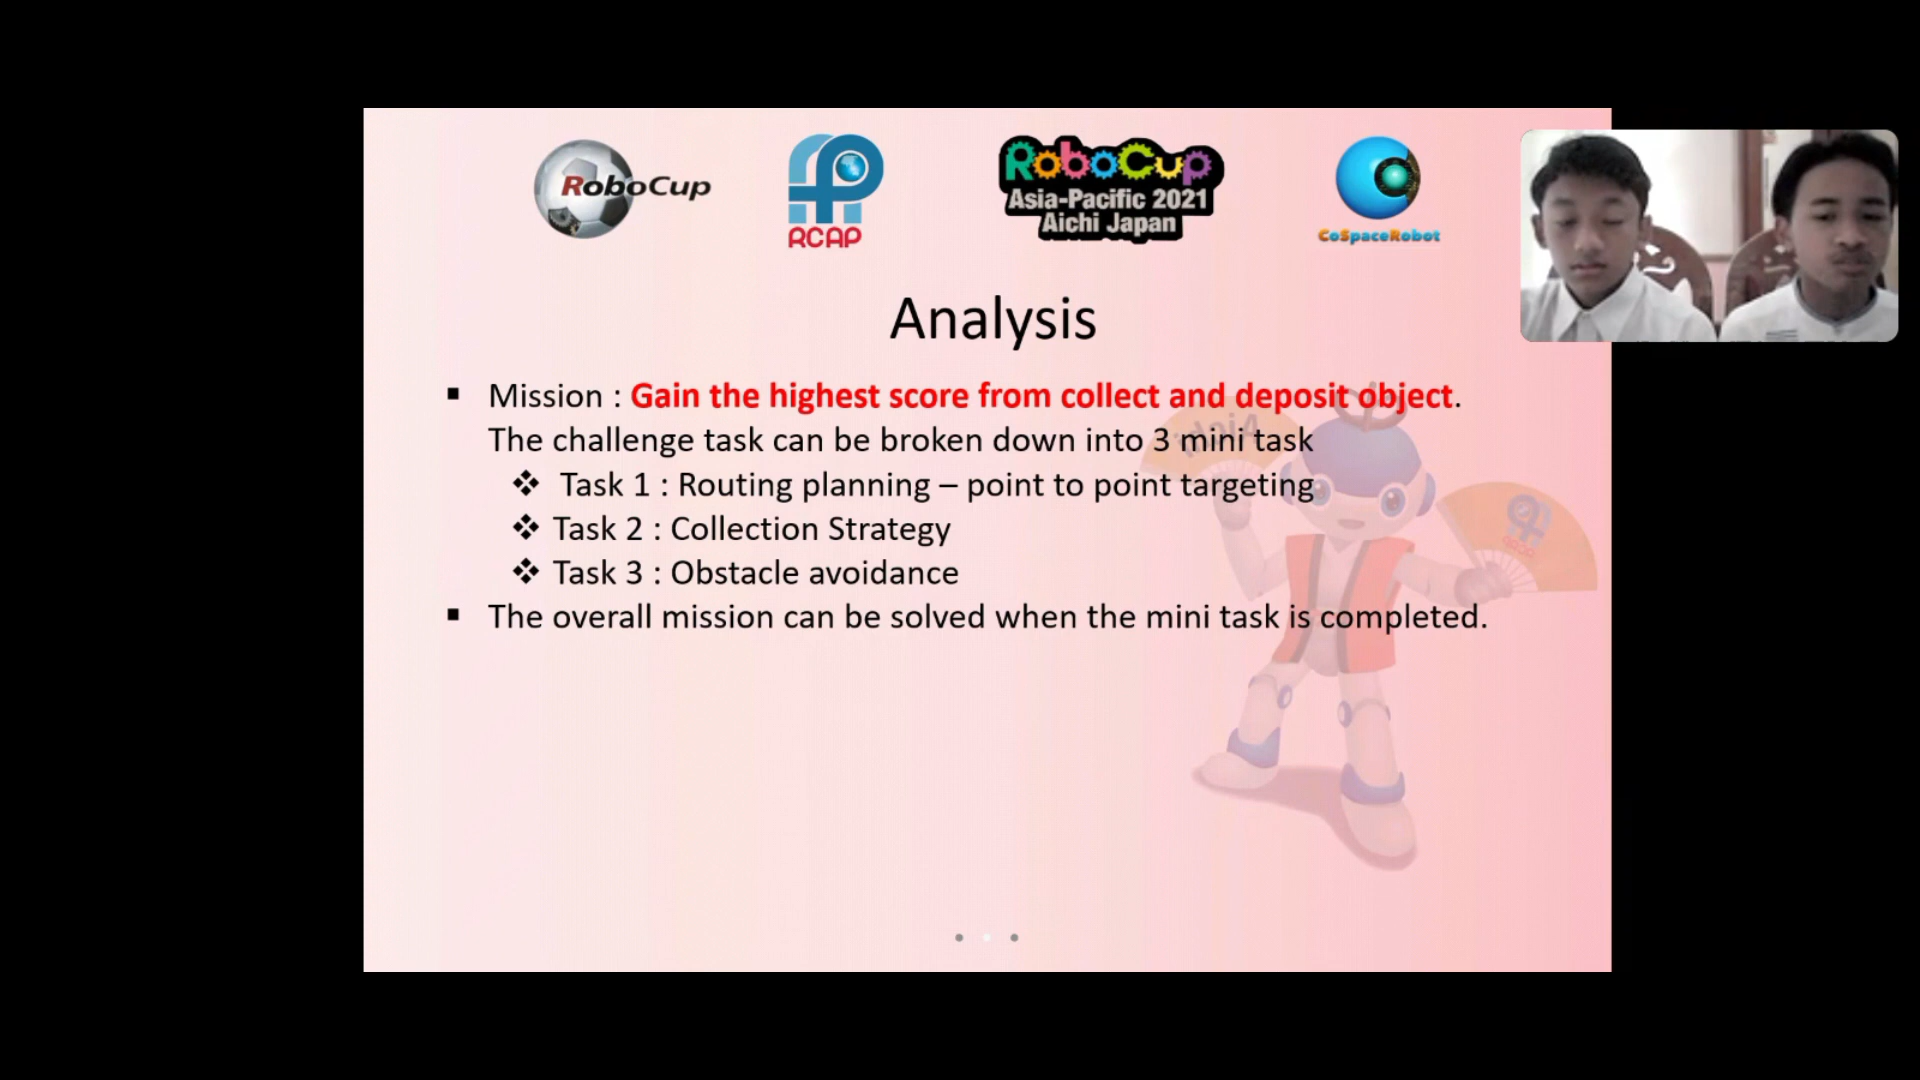 RoboCup
RCAP
RoboCup
Asia-Pacific 2021
Aichi Japan
CoSpaceRobot
Analysis
▪ Mission : Gain the highest score from collect and deposit object.
The challenge task can be broken down into 3 mini task
❖ Task 1 : Routing planning – point to point targeting
❖ Task 2 : Collection Strategy
❖ Task 3 : Obstacle avoidance
▪ The overall mission can be solved when the mini task is completed.
Aichi
RCAP